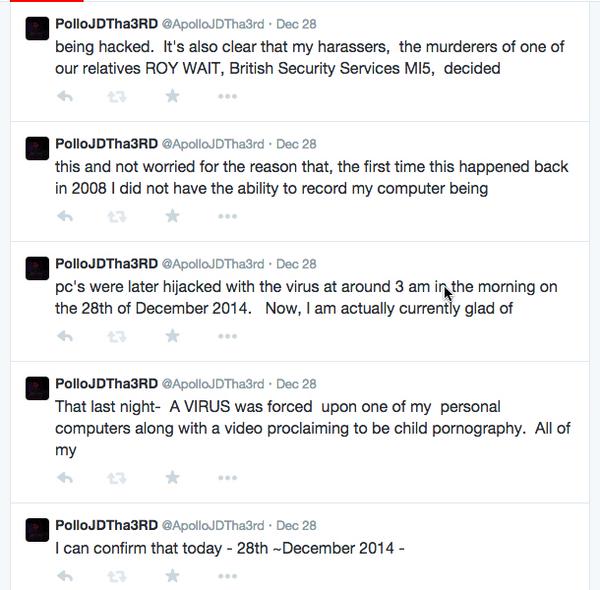 PolloJDTha3RD @ApolloJDTha3rd · Dec 28
being hacked.  It's also clear that my harassers,  the murderers of one of
our relatives ROY WAIT, British Security Services MI5,  decided
PolloJDTha3RD @ApolloJDTha3rd · Dec 28
this and not worried for the reason that, the first time this happened back
in 2008 I did not have the ability to record my computer being
PolloJDTha3RD @ApolloJDTha3rd · Dec 28
pc's were later hijacked with the virus at around 3 am in the morning on
the 28th of December 2014.   Now, I am actually currently glad of
PolloJDTha3RD @ApolloJDTha3rd · Dec 28
That last night-  A VIRUS was forced  upon one of my  personal
computers along with a video proclaiming to be child pornography.  All of
my
PolloJDTha3RD @ApolloJDTha3rd · Dec 28
I can confirm that today - 28th ~December 2014 -